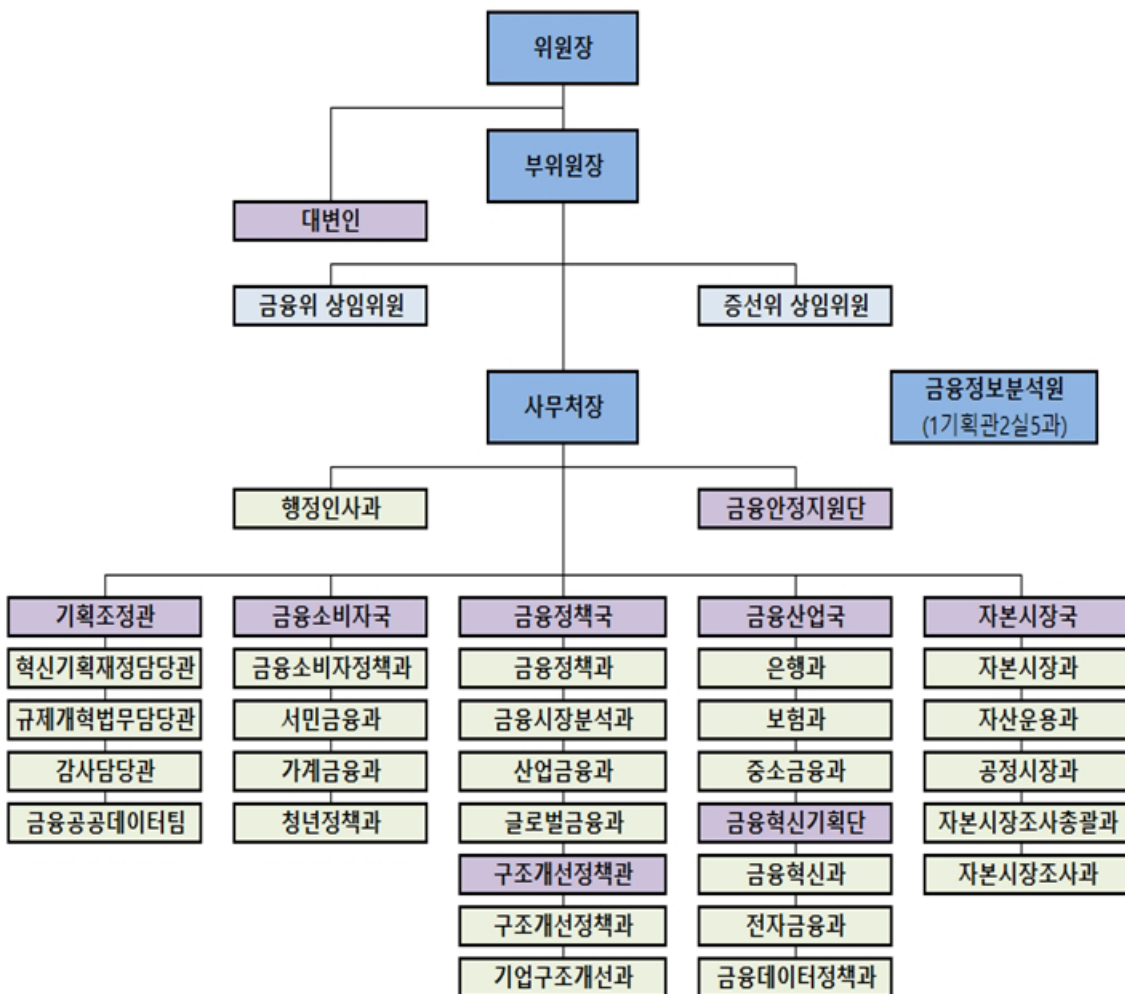 위원장
부위원장
대변인
금융위 상임위원
증선위 상임위원
사무처장
금융정보분석원
(1기획관2실5과)
행정인사과
금융안정지원단
기획조정관
혁신기획재정담당관
규제개혁법무담당관
감사담당관
금융공공데이터팀
금융소비자국
금융소비자정책과
서민금융과
가계금융과
청년정책과
금융정책국
금융정책과
금융시장분석과
산업금융과
글로벌금융과
구조개선정책관
구조개선정책과
기업구조개선과
금융산업국
은행과
보험과
중소금융과
금융혁신기획단
금융혁신과
전자금융과
금융데이터정책과
자본시장국
자본시장과
자산운용과
공정시장과
자본시장조사총괄과
자본시장조사과